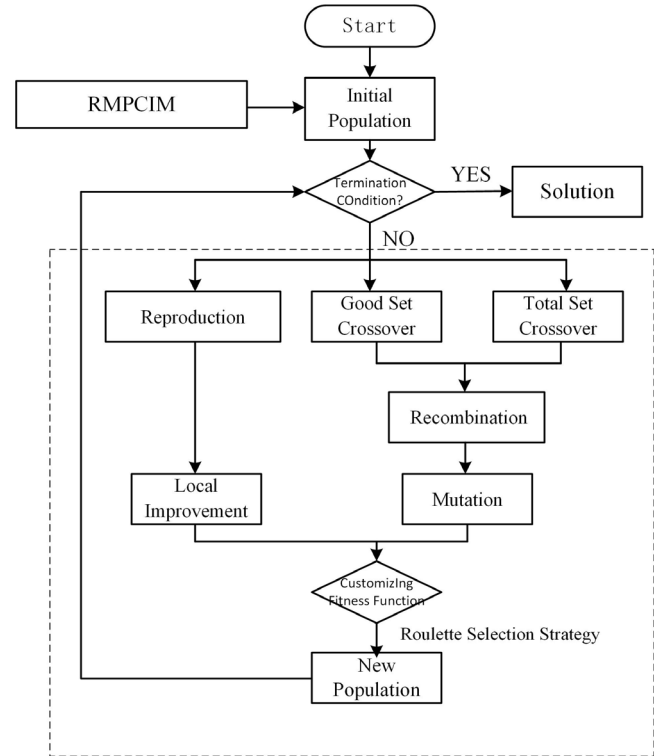 Start
RMPCIM
Initial
Population
Termination
COndition?
YES
Solution
NO
Reproduction
Good Set
Crossover
Total Set
Crossover
Recombination
Local
Improvement
Mutation
CustomizIng
Fitness Function
Roulette Selection Strategy
New
Population